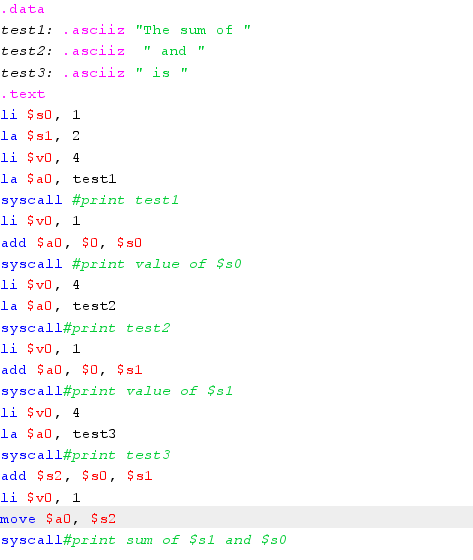 .data
test1: .asciiz "The sum of "
test2: .asciiz  " and "
test3: .asciiz " is "
.text
li $s0, 1
la $s1, 2
li $v0, 4
la $a0, test1
syscall #print test1
li $v0, 1
add $a0, $0, $s0
syscall #print value of $s0
li $v0, 4
la $a0, test2
syscall#print test2
li $v0, 1
add $a0, $0, $s1
syscall#print value of $s1
li $v0, 4
la $a0, test3
syscall#print test3
add $s2, $s0, $s1
li $v0, 1
move $a0, $s2
syscall#print sum of $s1 and $s0